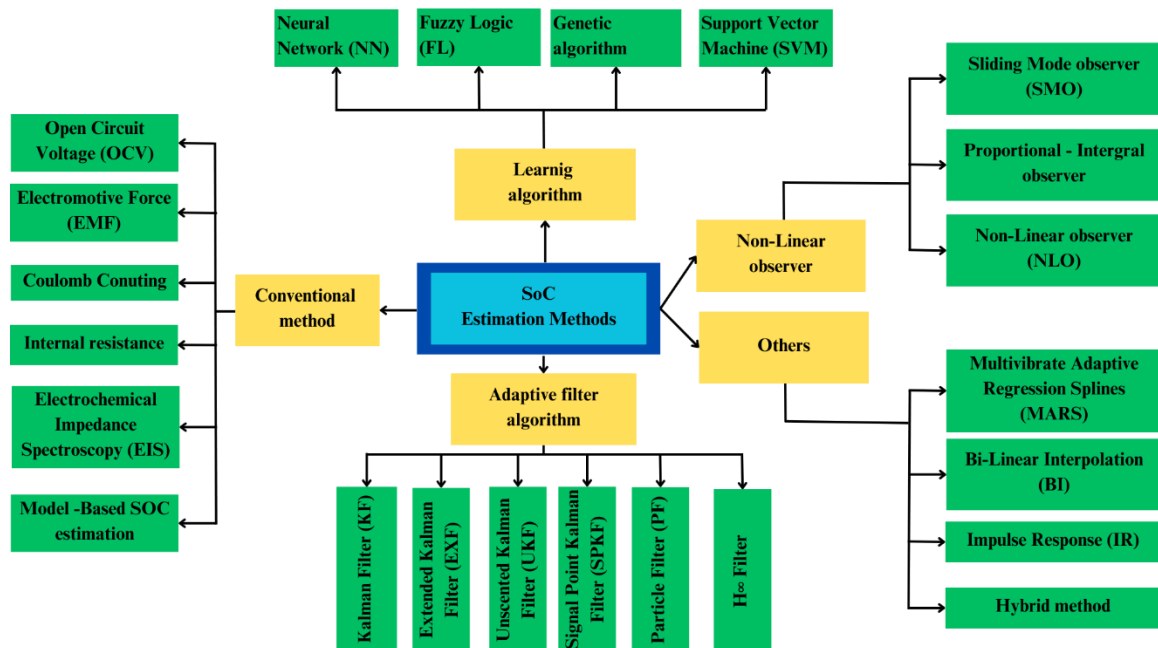 Neural
Network (NN)
Fuzzy Logic
(FL)
Genetic
algorithm
Support Vector
Machine (SVM)
Learnig
algorithm
Open Circuit
Voltage (OCV)
Electromotive Force
(EMF)
Coulomb Conuting
Internal resistance
Electrochemical
Impedance
Spectroscopy (EIS)
Model -Based SOC
estimation
Conventional
method
SoC
Estimation Methods
Non-Linear
observer
Others
Sliding Mode observer
(SMO)
Proportional - Intergral
observer
Non-Linear observer
(NLO)
Multivibrate Adaptive
Regression Splines
(MARS)
Bi-Linear Interpolation
(BI)
Impulse Response (IR)
Hybrid method
Adaptive filter
algorithm
Kalman Filter (KF)
Extended Kalman
Filter (EXF)
Unscented Kalman
Filter (UKF)
Signal Point Kalman
Filter (SPKF)
Particle Filter (PF)
H∞ Filter